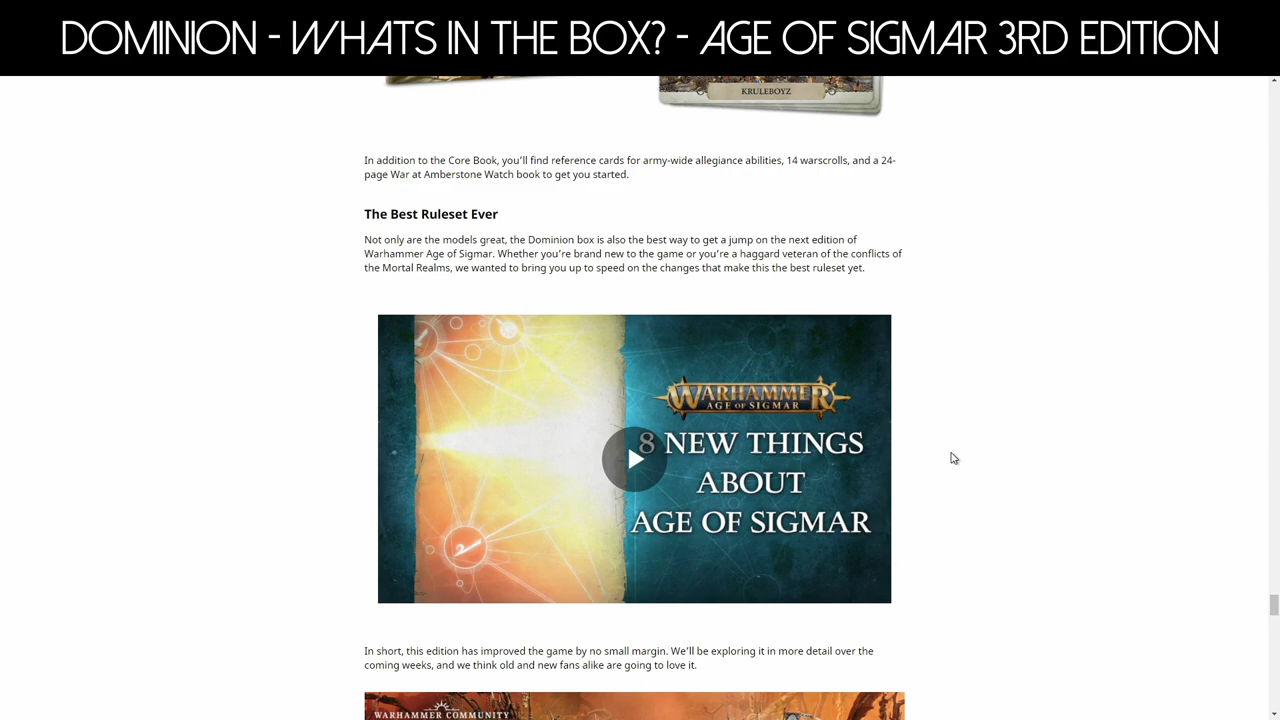 DOMINION - WHATS IN THE BOX? - AGE OF SIGMAR 3RD EDITION
KRULEBOYZ
In addition to the Core Book, you'll find reference cards for army-wide allegiance abilities, 14 warscrolls, and a 24-
page War at Amberstone Watch book to get you started.
The Best Ruleset Ever
Not only are the models great, the Dominion box is also the best way to get a jump on the next edition of
Warhammer Age of Sigmar. Whether you're brand new to the game or you're a haggard veteran of the conflicts of
the Mortal Realms, we wanted to bring you up to speed on the changes that make this the best ruleset yet.
WARHAMMER
AGE OF SIGMAR
8 NEW THINGS
ABOUT
AGE OF SIGMAR
In short, this edition has improved the game by no small margin. We'll be exploring it in more detail over the
coming weeks, and we think old and new fans alike are going to love it.
WARHAMMER COMMUNITY